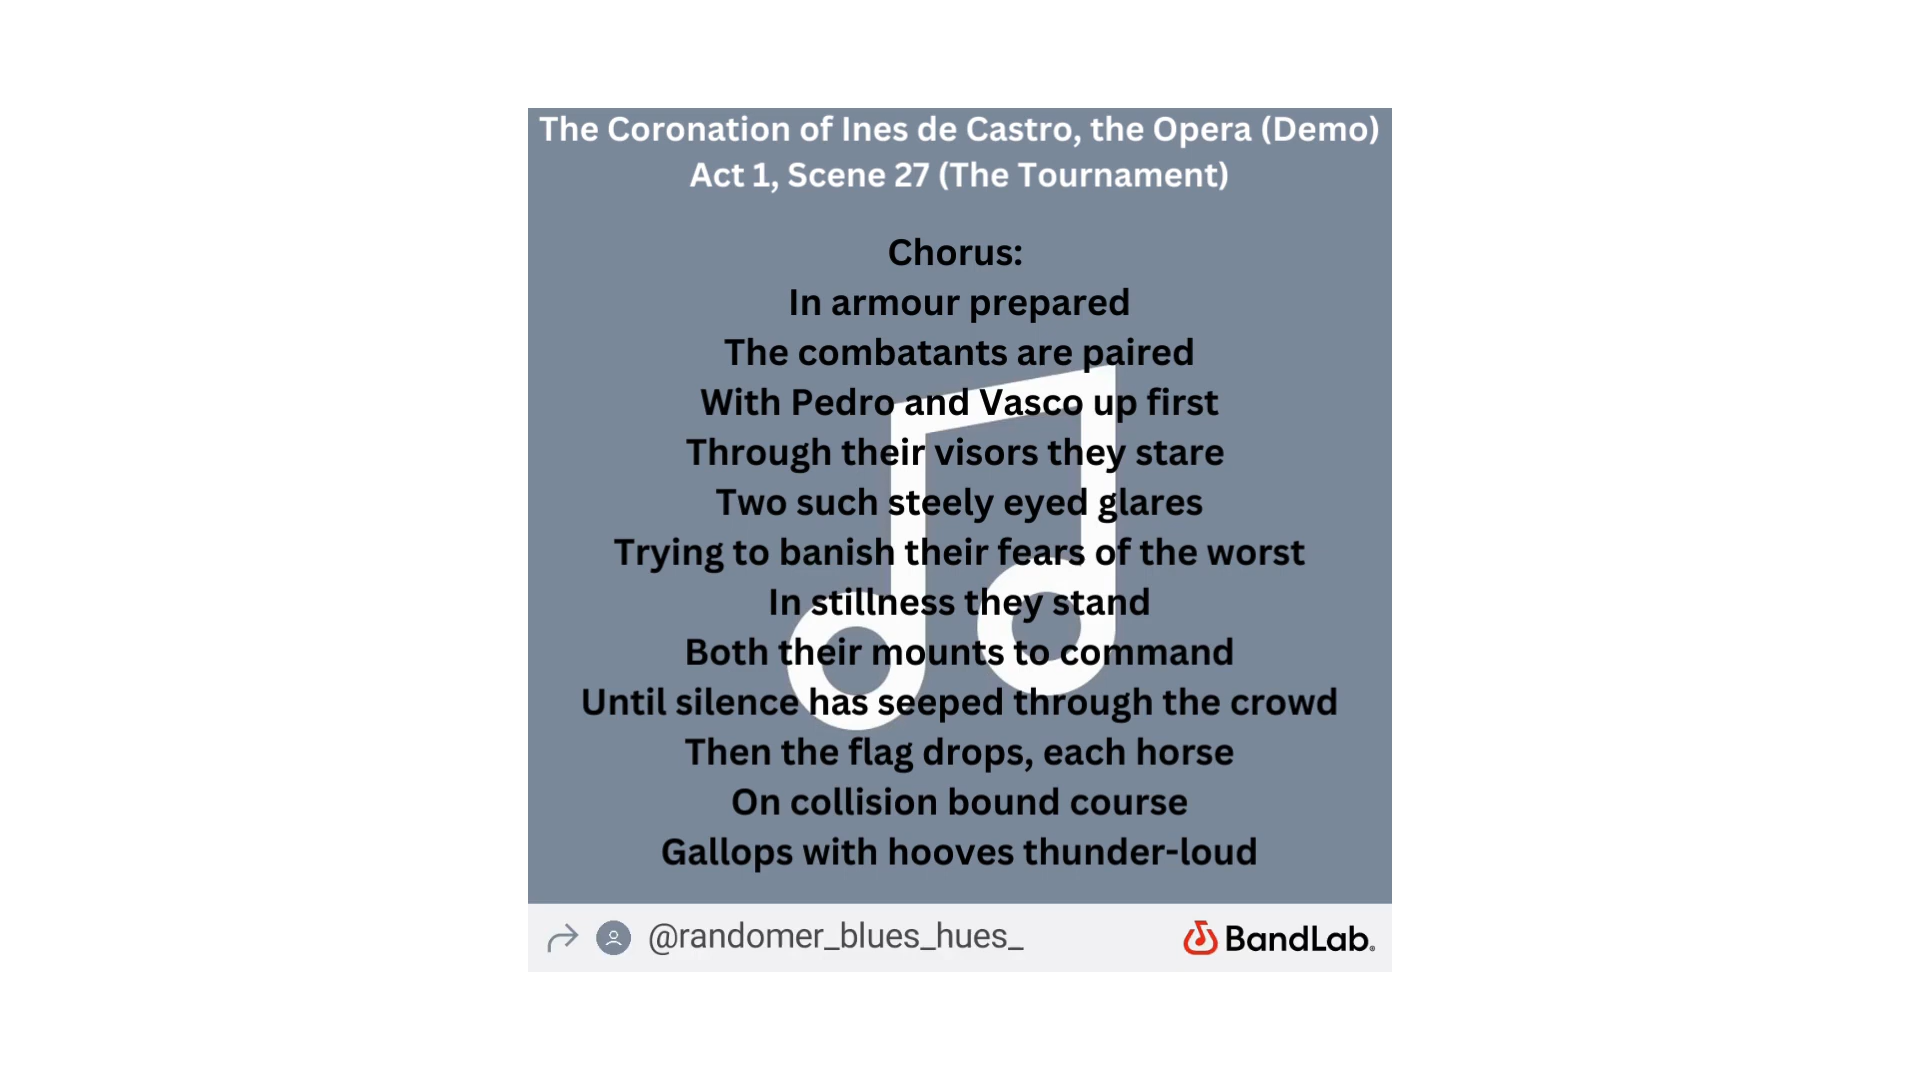 The Coronation of Ines de Castro, the Opera (Demo)
Act 1, Scene 27 (The Tournament)
Chorus:
In armour prepared
The combatants are paired
With Pedro and Vasco up first
Through their visors they stare
Two such steely eyed glares
Trying to banish their fears of the worst
In stillness they stand
Both their mounts to command
Until silence has seeped through the crowd
Then the flag drops, each horse
On collision bound course
Gallops with hooves thunder-loud
@randomer_blues_hues_
BandLab®